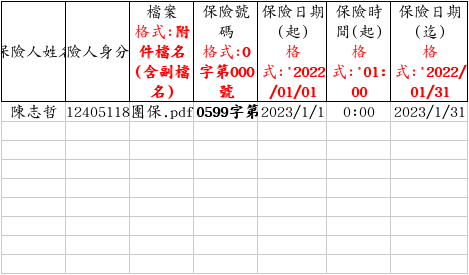 險人姓
險人身分
檔案
格式:附
件檔名
(含副檔
名)
保險號
碼
格式:0
字第000
號
保險日期
(起)
格
式:'2022
/01/01
保險時
間(起)
格
式:'01:
00
保險日期
(迄)
格
式:'2022/
01/31
陳志哲 12405118 團保.pdf 0599字第 2023/1/1 0:00 2023/1/31